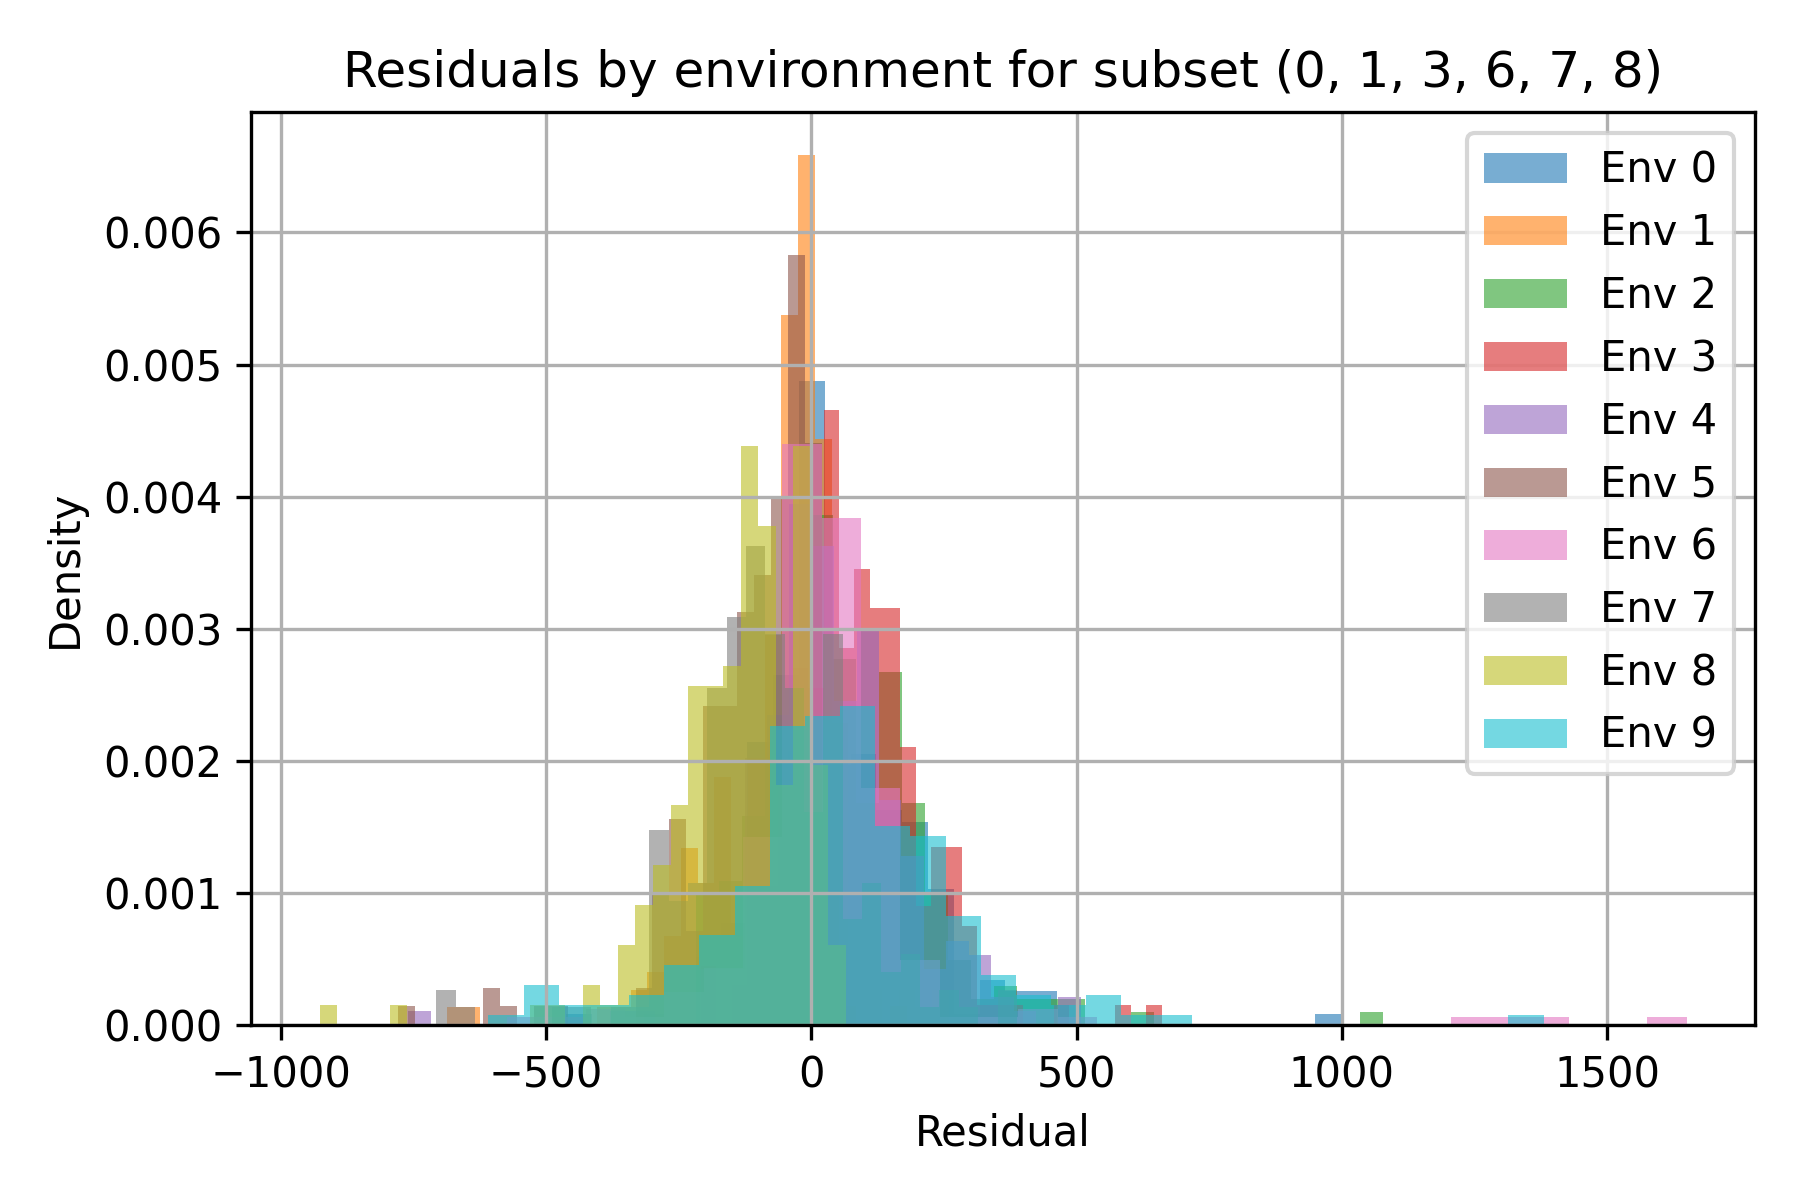 Residuals by environment for subset (0, 1, 3, 6, 7, 8)
Density
0.006
0.005
0.004
0.003
0.002
0.001
0.000
−1000
−500
0
500
1000
1500
Residual
Env 0
Env 1
Env 2
Env 3
Env 4
Env 5
Env 6
Env 7
Env 8
Env 9